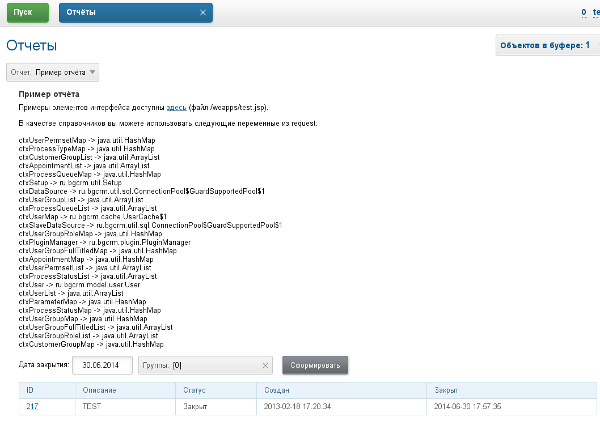 Пуск
Отчёты
0 te
Отчеты
Объектов в буфере: 1
Отчет: Пример отчёта
Пример отчёта
Примеры элементов интерфейса доступны здесь (файл /weapps/test.jsp).
В качестве справочников вы можете использовать следующие переменные из request:
ctxUserPermsetMap -> java.util.HashMap
ctxProcessTypeMap -> java.util.HashMap
ctxCustomerGroupList -> java.util.ArrayList
ctxAppointmentList -> java.util.ArrayList
ctxProcessQueueMap -> java.util.HashMap
ctxSetup -> ru.bgcrm.util.Setup
ctxDataSource -> ru.bgcrm.util.sql.ConnectionPool$GuardSupportedPool$1
ctxUserGroupList -> java.util.ArrayList
ctxProcessQueueList -> java.util.ArrayList
ctxUserMap -> ru.bgcrm.cache.UserCache$1
ctxSlaveDataSource -> ru.bgcrm.util.sql.ConnectionPool$GuardSupportedPool$1
ctxUserGroupRoleMap -> java.util.HashMap
ctxPluginManager -> ru.bgcrm.plugin.PluginManager
ctxUserGroupFullTitledMap -> java.util.HashMap
ctxAppointmentMap -> java.util.HashMap
ctxUserPermsetList -> java.util.ArrayList
ctxProcessStatusList -> java.util.ArrayList
ctxUser -> ru.bgcrm.model.user.User
ctxUserList -> java.util.ArrayList
ctxParameterMap -> java.util.HashMap
ctxProcessStatusMap -> java.util.HashMap
ctxUserGroupMap -> java.util.HashMap
ctxUserGroupFullTitledList -> java.util.ArrayList
ctxUserGroupRoleList -> java.util.ArrayList
ctxCustomerGroupMap -> java.util.HashMap
Дата закрытия: 30.06.2014 Группы: [0] Сформировать
ID Описание Статус Создан Закрыт
217 TEST Закрыт 2013-02-18 17:20:34 2014-06-30 17:57:35